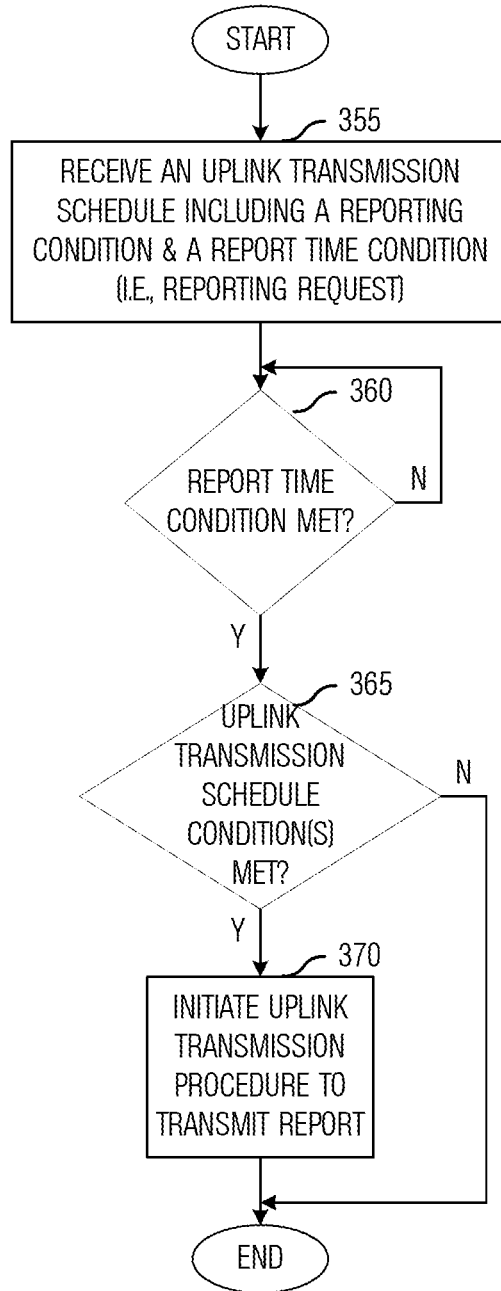 START
355
RECEIVE AN UPLINK TRANSMISSION
SCHEDULE INCLUDING A REPORTING
CONDITION & A REPORT TIME CONDITION
(I.E., REPORTING REQUEST)
360
REPORT TIME
CONDITION MET?
N
Y
365
UPLINK
TRANSMISSION
SCHEDULE
CONDITION(S)
MET?
N
Y
370
INITIATE UPLINK
TRANSMISSION
PROCEDURE TO
TRANSMIT REPORT
END